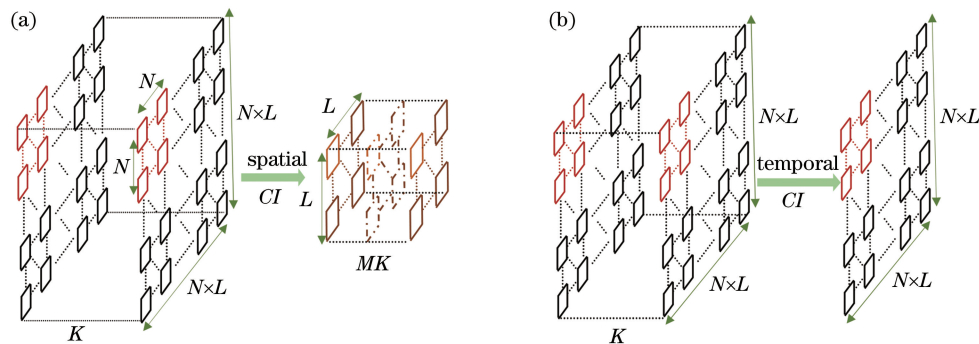 (a)
N
N
N×L
spatial
CI
L
L
N×L
MK
K
(b)
N×L
N×L
temporal
CI
N×L
K